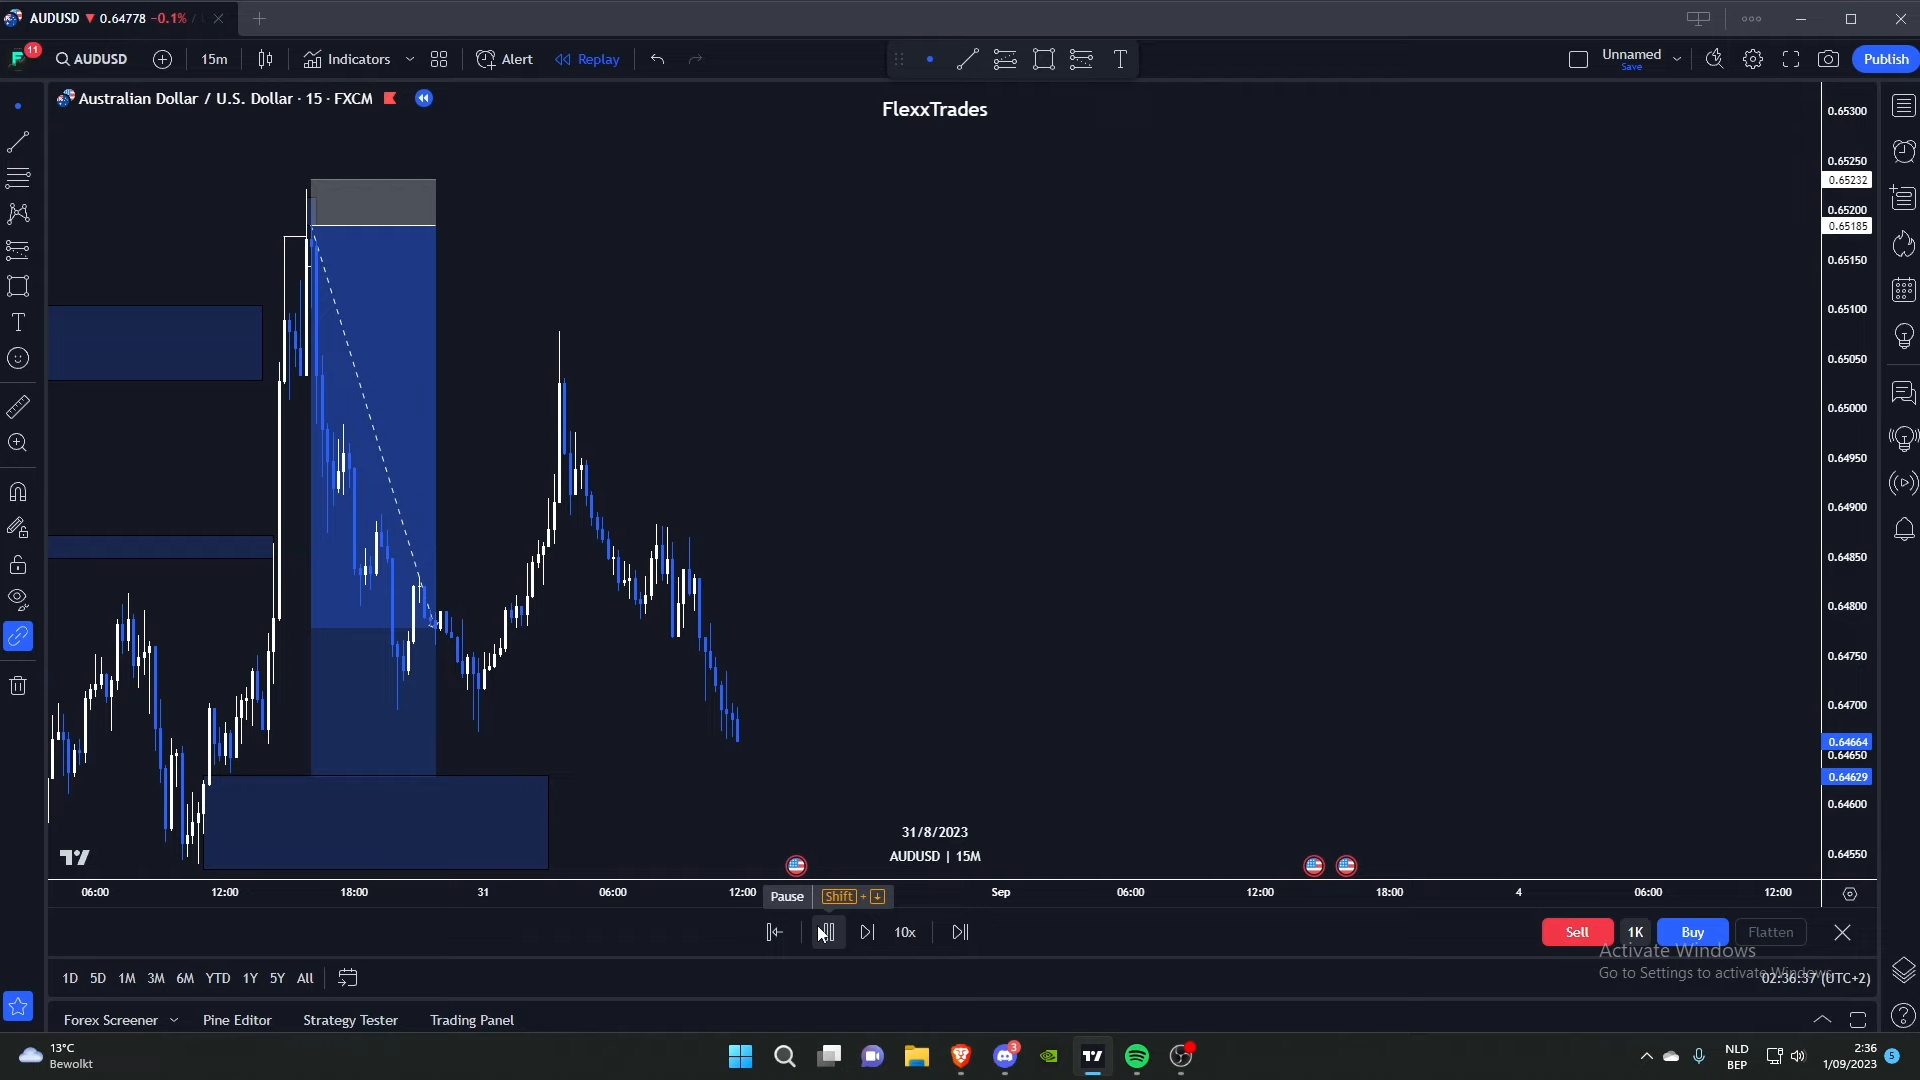 AUDUSD ▼ 0.64778 −0.1% /
11
AUDUSD
15m
Indicators
Alert
Replay
T
Unnamed
Save
Publish
Australian Dollar / U.S. Dollar · 15 · FXCM
FlexxTrades
0.65300
0.65250
0.65232
0.65200
0.65185
0.65150
0.65100
0.65050
0.65000
0.64950
0.64900
0.64850
0.64800
0.64750
0.64700
0.64664
0.64650
0.64629
0.64600
0.64550
31/8/2023
AUDUSD | 15M
06:00 12:00 18:00 31 06:00 12:00 Sep 06:00 12:00 18:00 4 06:00 12:00
Pause Shift + ↓
10x
Sell 1K Buy Flatten
Activate Windows
Go to Settings to activate Windows.
1D 5D 1M 3M 6M YTD 1Y 5Y All
02:36:37 (UTC+2)
Forex Screener Pine Editor Strategy Tester Trading Panel
13°C
Bewolkt
3
NLD
BEP
2:36
1/09/2023
5